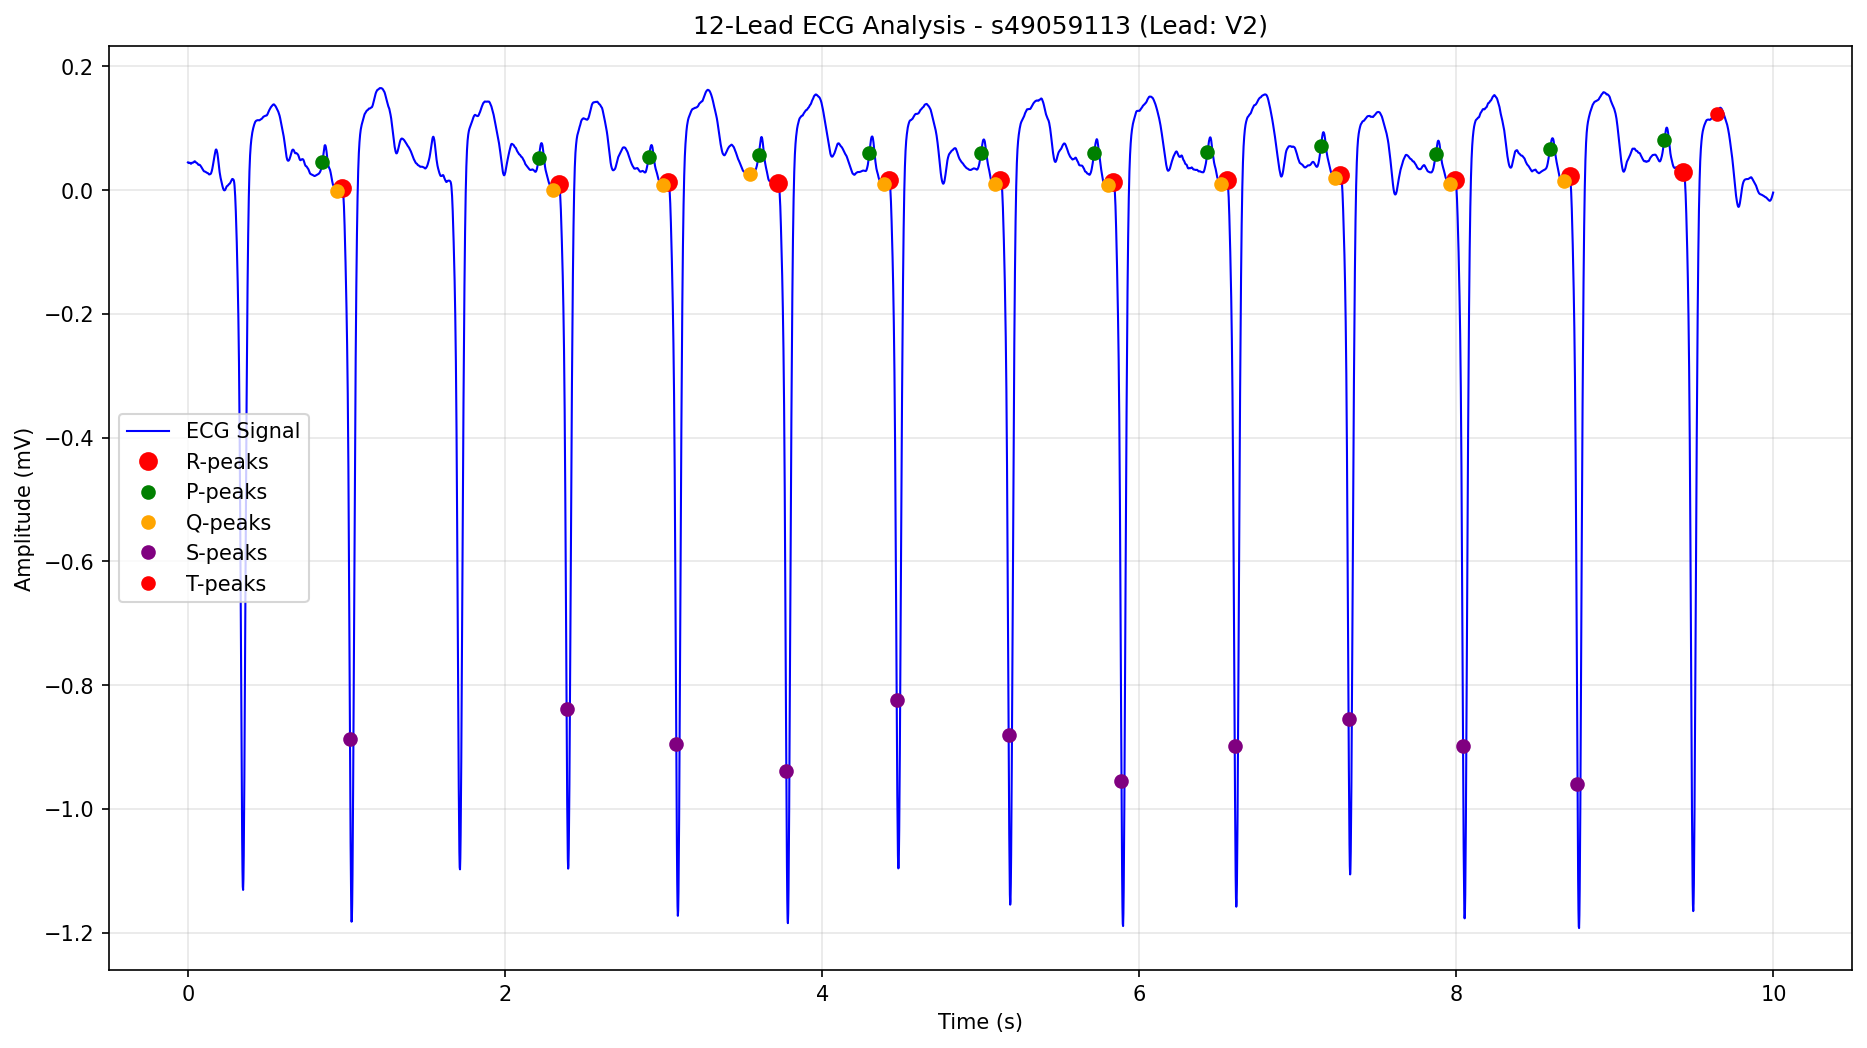 12-Lead ECG Analysis - s49059113 (Lead: V2)
Amplitude (mV)
0.2
0.0
−0.2
−0.4
−0.6
−0.8
−1.0
−1.2
ECG Signal
R-peaks
P-peaks
Q-peaks
S-peaks
T-peaks
0 2 4 6 8 10
Time (s)